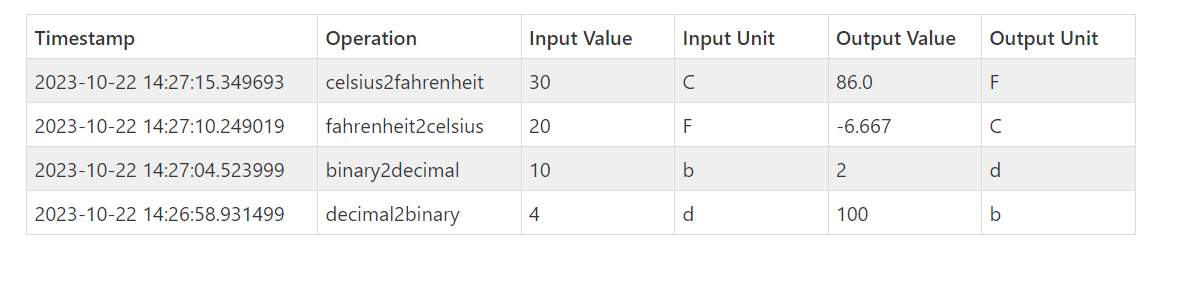 Timestamp Operation Input Value Input Unit Output Value Output Unit
2023-10-22 14:27:15.349693 celsius2fahrenheit 30 C 86.0 F
2023-10-22 14:27:10.249019 fahrenheit2celsius 20 F -6.667 C
2023-10-22 14:27:04.523999 binary2decimal 10 b 2 d
2023-10-22 14:26:58.931499 decimal2binary 4 d 100 b